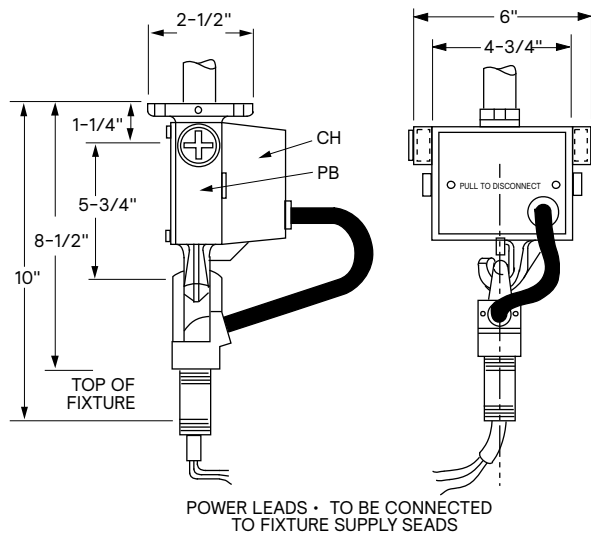 2-1/2"
6"
4-3/4"
1-1/4"
CH
PB
PULL TO DISCONNECT
5-3/4"
8-1/2"
10"
TOP OF
FIXTURE
POWER LEADS • TO BE CONNECTED
TO FIXTURE SUPPLY SEADS